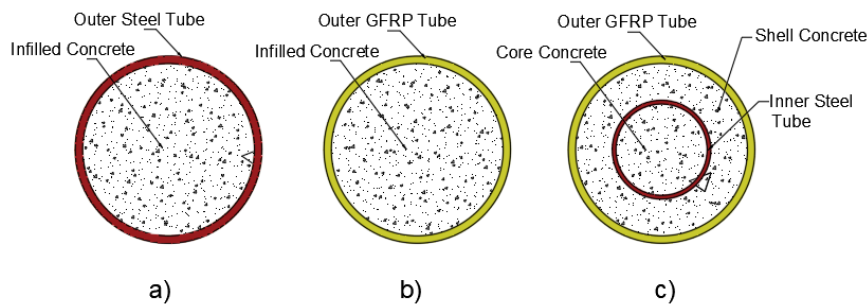 Outer Steel Tube
Infilled Concrete
a)
Outer GFRP Tube
Infilled Concrete
b)
Outer GFRP Tube
Core Concrete
Shell Concrete
Inner Steel
Tube
c)